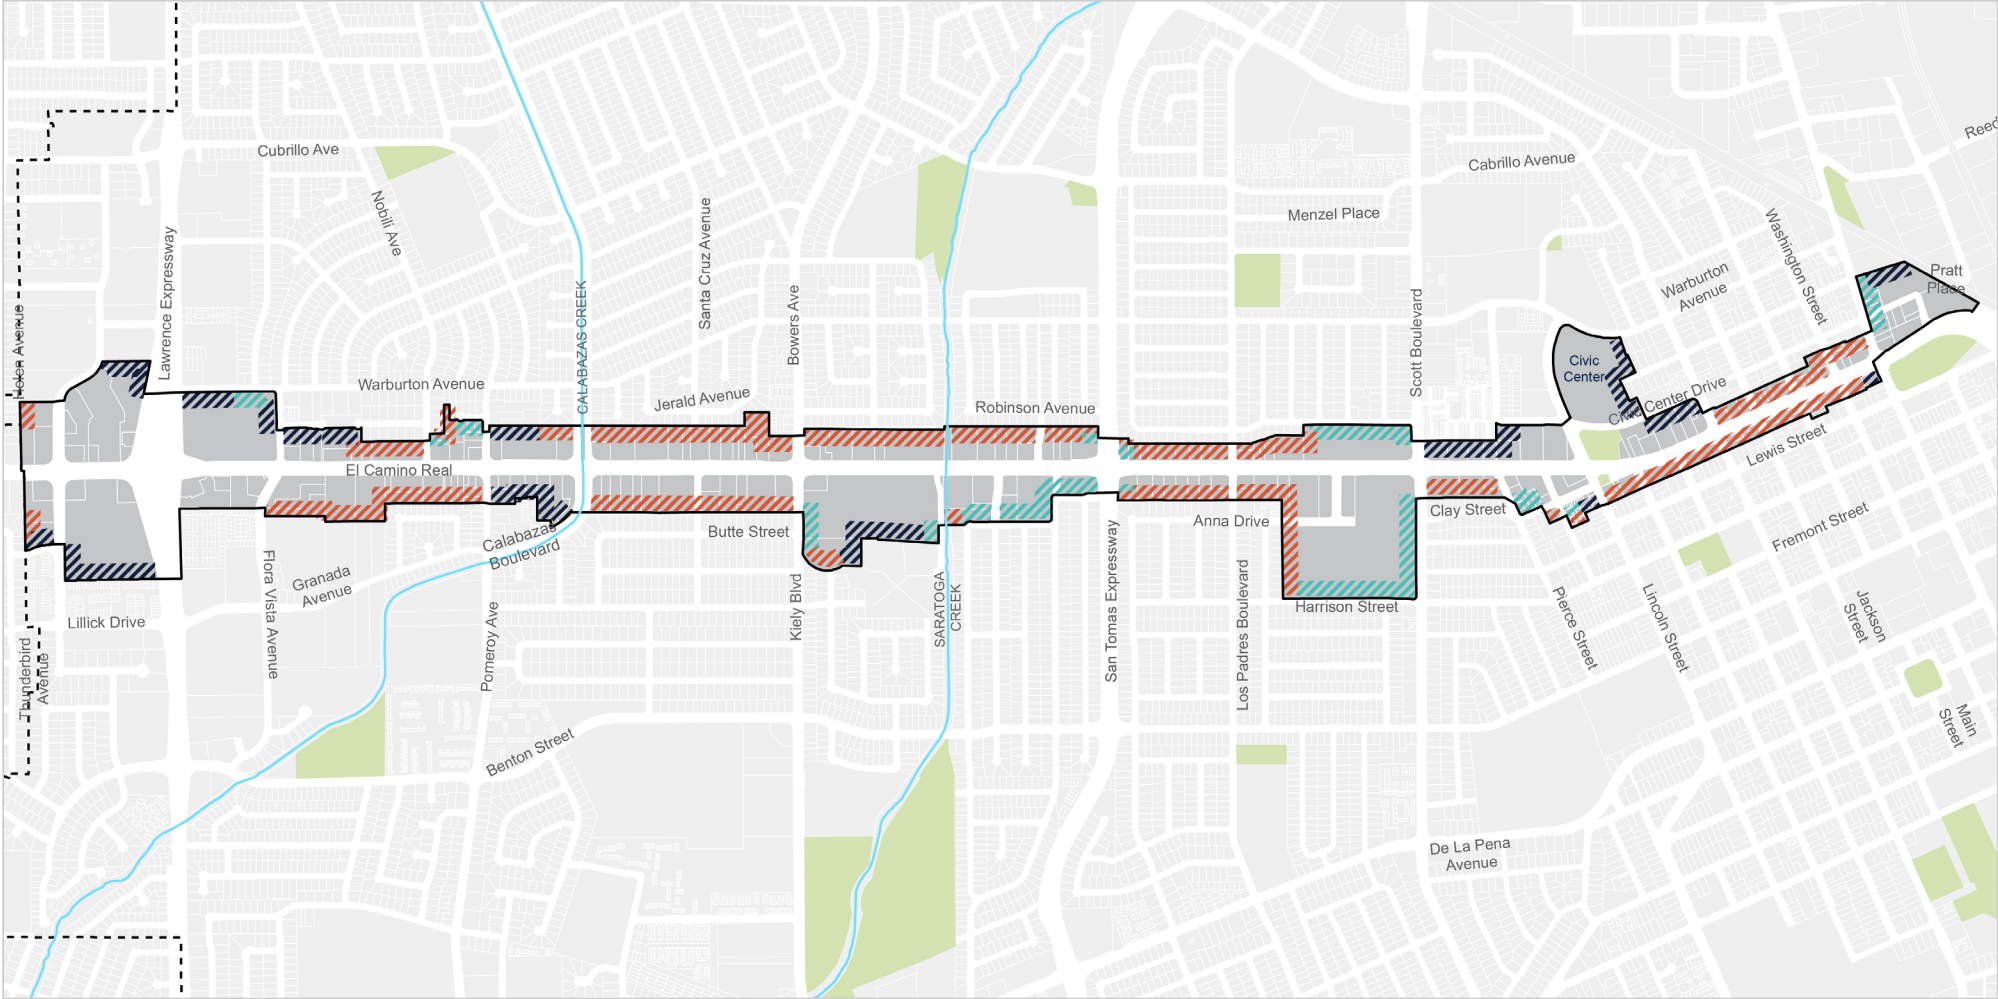 Reed
Cubrillo Ave
Cabrillo Avenue
Nobili Ave
Santa Cruz Avenue
Menzel Place
Washington Street
Lawrence Expressway
Warburton
Avenue
Pratt
Place
CALABAZAS CREEK
Bowers Ave
Scott Boulevard
Helen Avenue
Civic
Center
Warburton Avenue
Jerald Avenue
Robinson Avenue
Civic Center Drive
El Camino Real
Lewis Street
Clay Street
Anna Drive
Butte Street
Calabazas
Boulevard
Fremont Street
Granada
Avenue
Flora Vista Avenue
Kiely Blvd
SARATOGA
CREEK
San Tomas Expressway
Los Padres Boulevard
Harrison Street
Pierce Street
Lincoln Street
Jackson
Street
Lillick Drive
Thunderbird
Avenue
Pomeroy Ave
Main
Street
Benton Street
De La Pena
Avenue